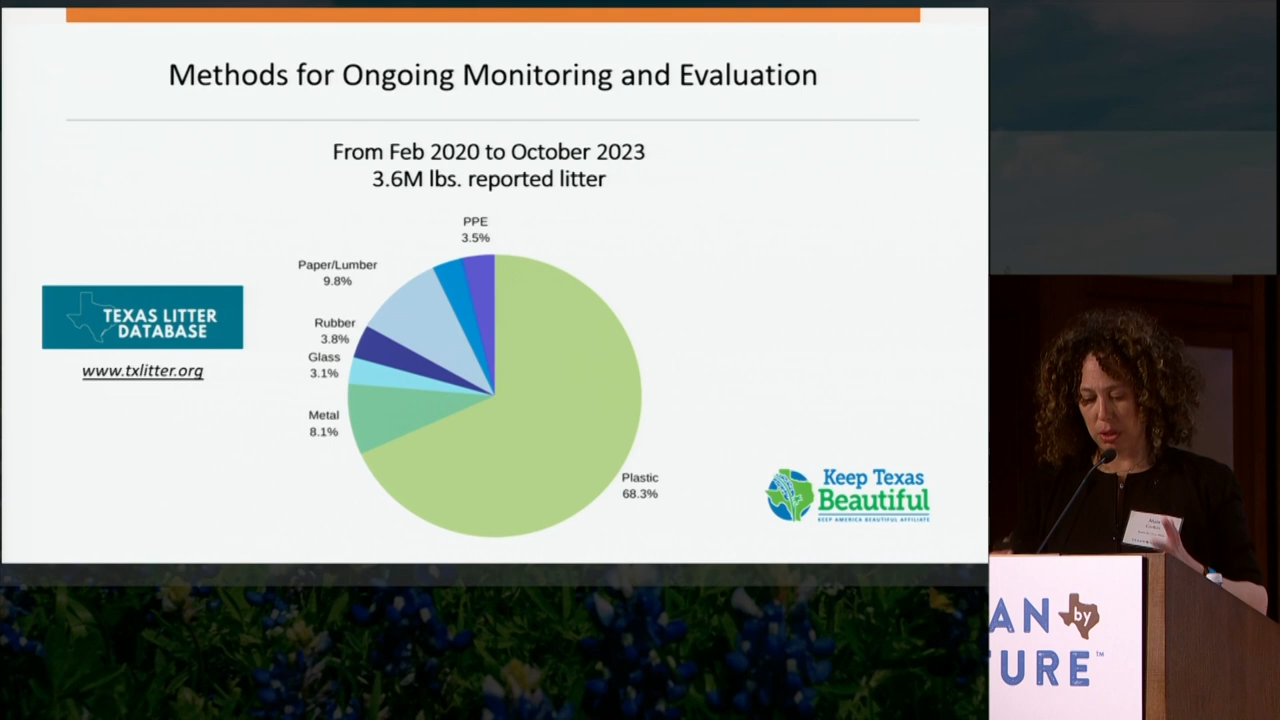 Methods for Ongoing Monitoring and Evaluation
From Feb 2020 to October 2023
3.6M lbs. reported litter
PPE
3.5%
Paper/Lumber
9.8%
Rubber
3.8%
Glass
3.1%
Metal
8.1%
Plastic
68.3%
TEXAS LITTER
DATABASE
www.txlitter.org
Keep Texas
Beautiful
KEEP AMERICA BEAUTIFUL AFFILIATE
AN by
TURE™